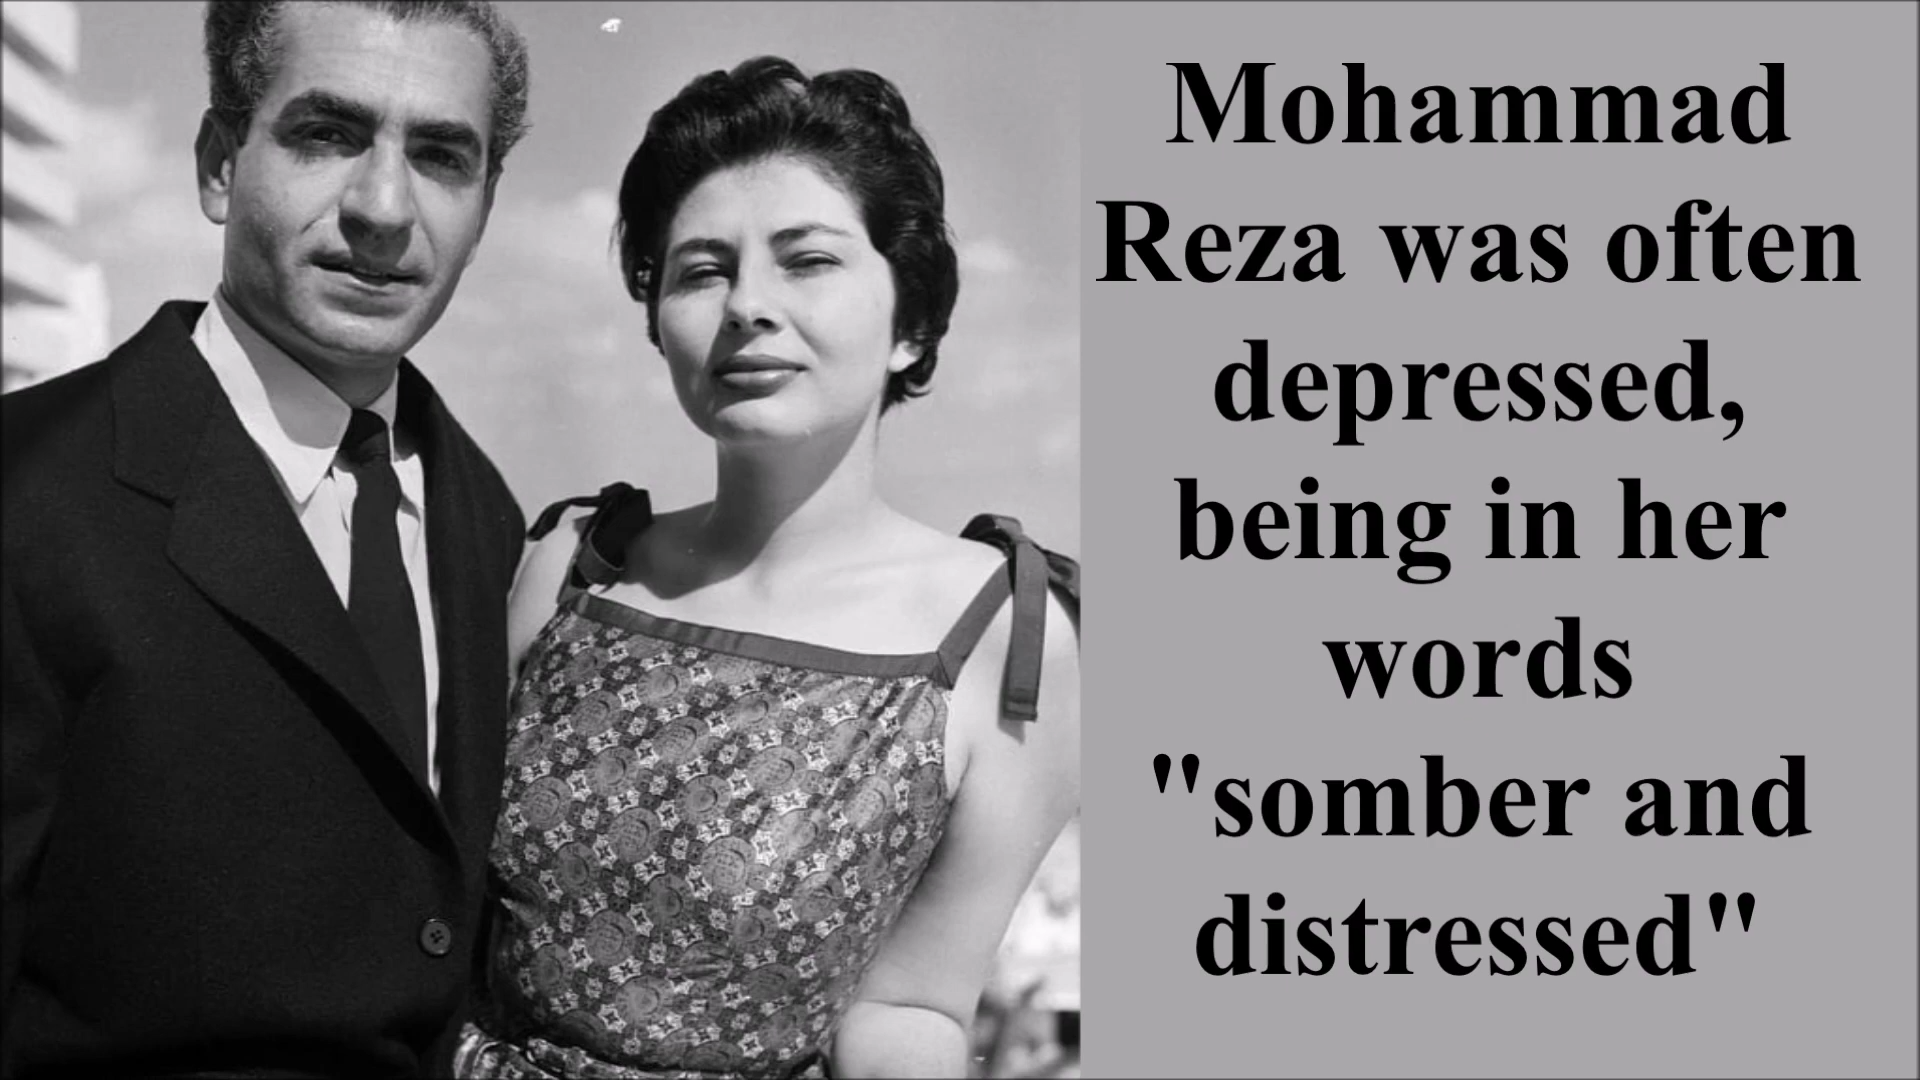 Mohammad
Reza was often
depressed,
being in her
words
"somber and
distressed"